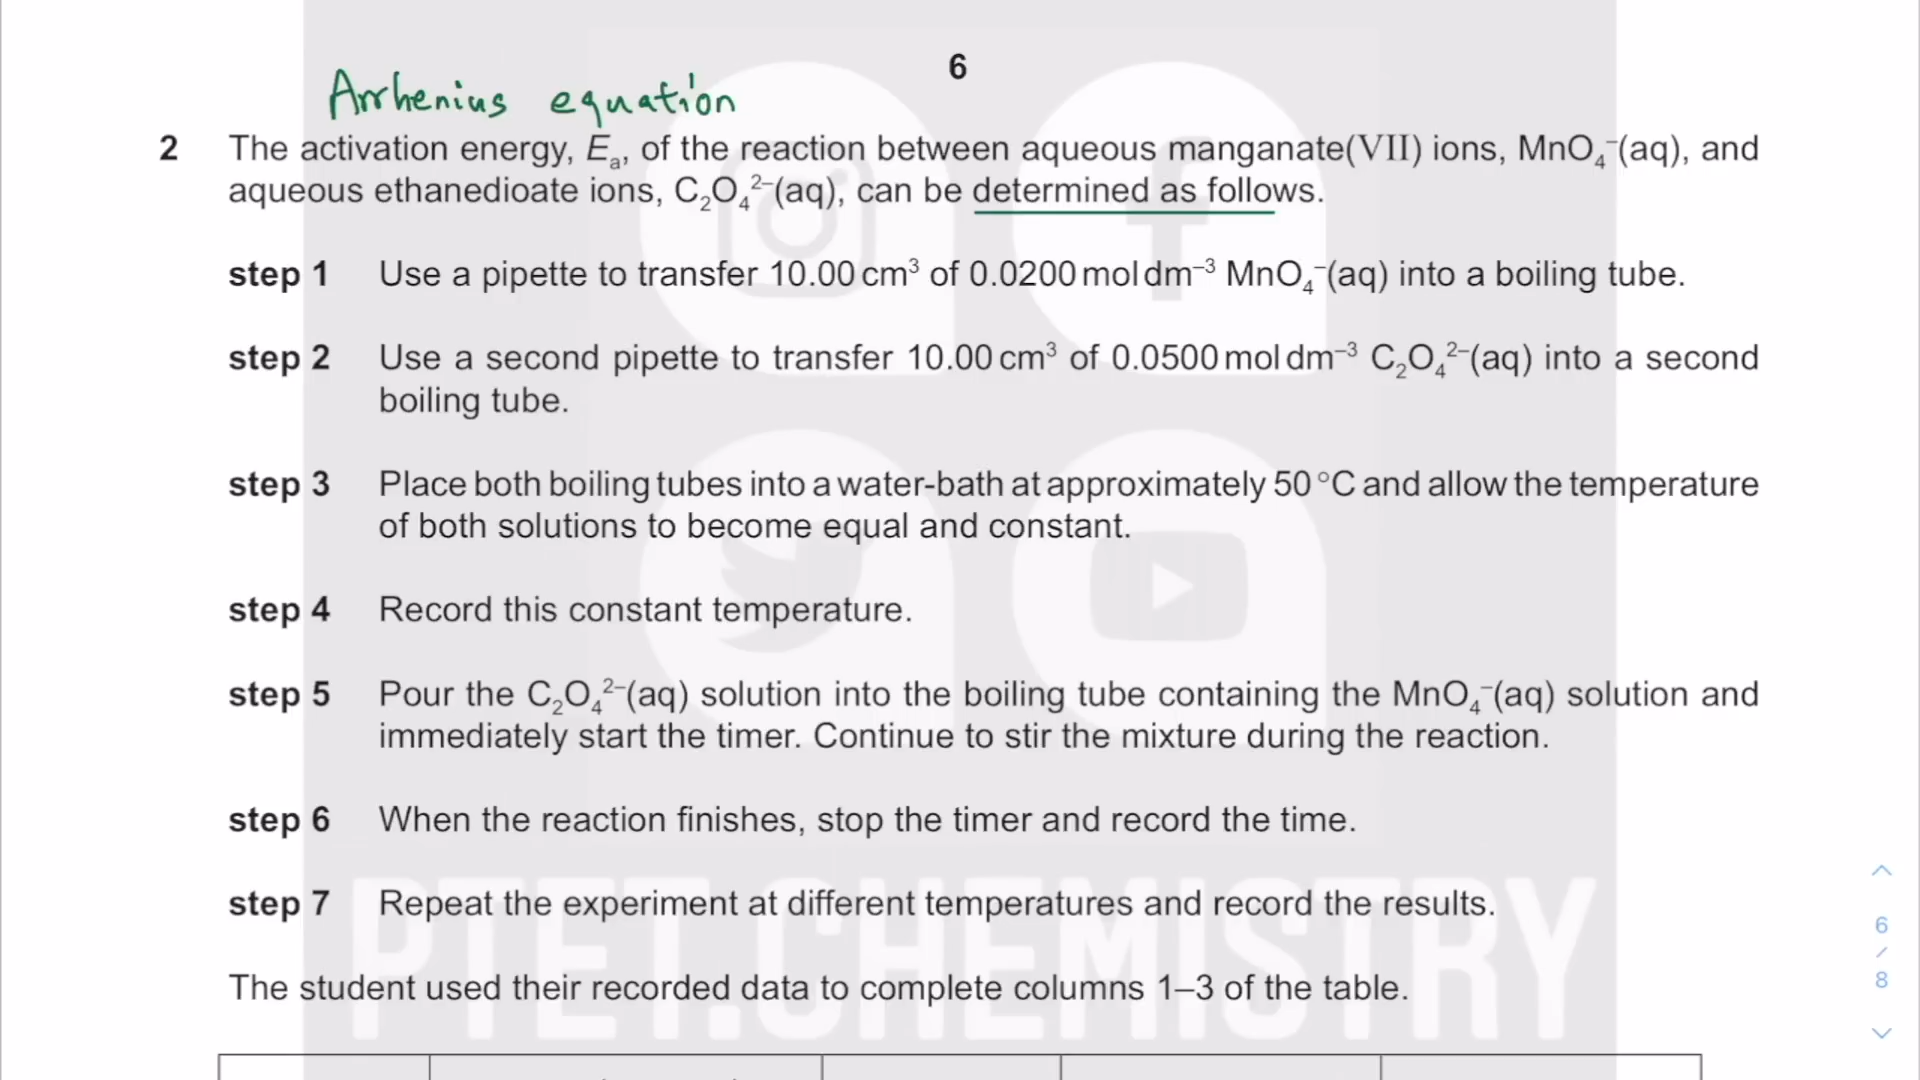 6
Arrhenius equation
2 The activation energy, Eₐ, of the reaction between aqueous manganate(VII) ions, MnO₄⁻(aq), and
aqueous ethanedioate ions, C₂O₄²⁻(aq), can be determined as follows.
step 1 Use a pipette to transfer 10.00 cm³ of 0.0200 mol dm⁻³ MnO₄⁻(aq) into a boiling tube.
step 2 Use a second pipette to transfer 10.00 cm³ of 0.0500 mol dm⁻³ C₂O₄²⁻(aq) into a second
boiling tube.
step 3 Place both boiling tubes into a water-bath at approximately 50 °C and allow the temperature
of both solutions to become equal and constant.
step 4 Record this constant temperature.
step 5 Pour the C₂O₄²⁻(aq) solution into the boiling tube containing the MnO₄⁻(aq) solution and
immediately start the timer. Continue to stir the mixture during the reaction.
step 6 When the reaction finishes, stop the timer and record the time.
step 7 Repeat the experiment at different temperatures and record the results.
The student used their recorded data to complete columns 1–3 of the table.
PTET.CHEMISTRY
6
/
8